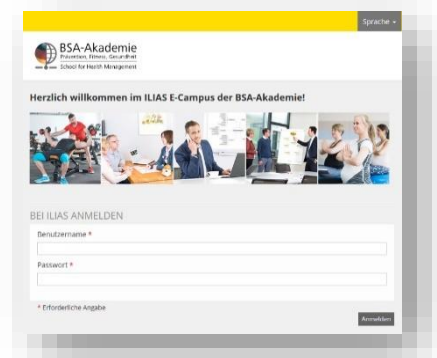 Sprache
BSA-Akademie
Prävention, Fitness, Gesundheit
School for Health Management
Herzlich willkommen im ILIAS E-Campus der BSA-Akademie!
BEI ILIAS ANMELDEN
Benutzername *
Passwort *
* Erforderliche Angabe
Anmelden